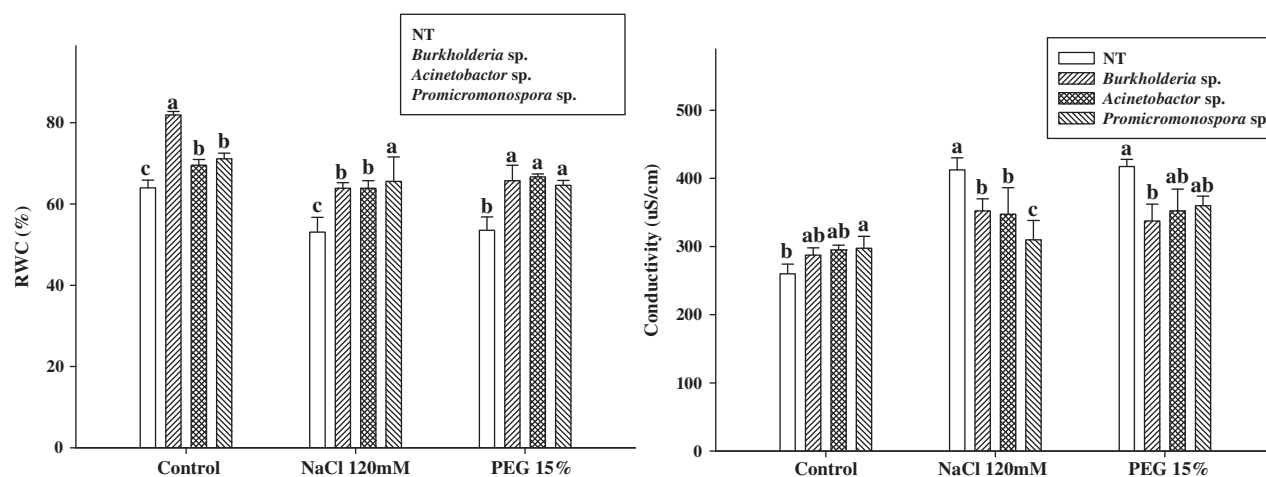 NT
Burkholderia sp.
Acinetobactor sp.
Promicromonospora sp.
RWC (%)
80
60
40
20
0
c
a
b
b
c
b
b
a
b
a
a
a
Control
NaCl 120mM
PEG 15%
NT
Burkholderia sp.
Acinetobactor sp.
Promicromonospora sp
Conductivity (uS/cm)
500
400
300
200
100
0
b
ab
ab
a
a
b
b
c
a
b
ab
ab
Control
NaCl 120mM
PEG 15%